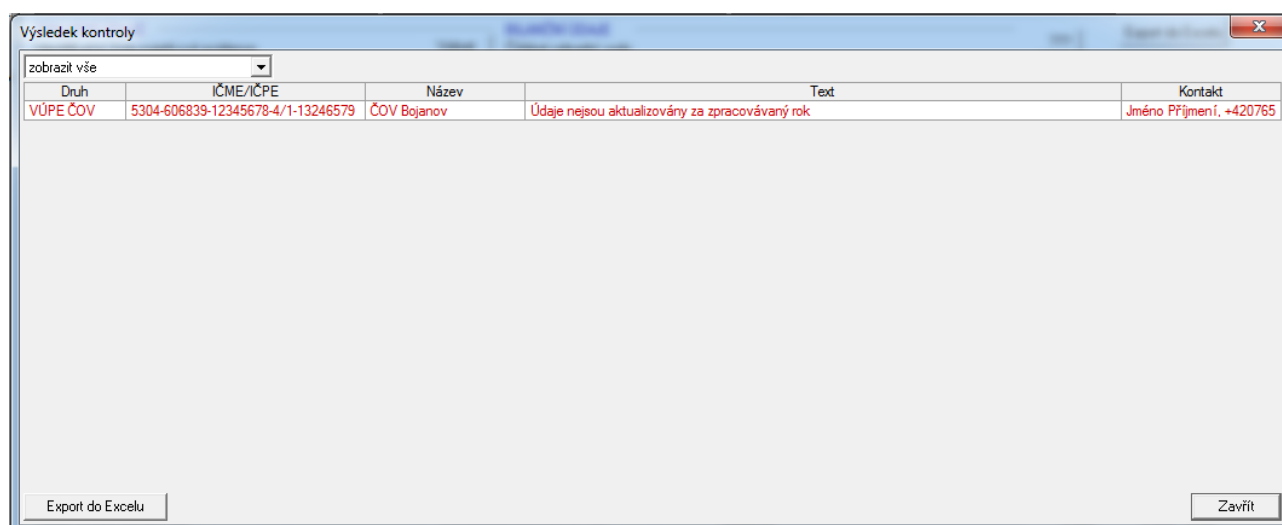 Výsledek kontroly
zobrazit vše
Druh IČME/IČPE Název Text Kontakt
VÚPE ČOV 5304-606839-12345678-4/1-13246579 ČOV Bojanov Údaje nejsou aktualizovány za zpracovávaný rok Jméno Příjmení, +420765
Export do Excelu Zavřít